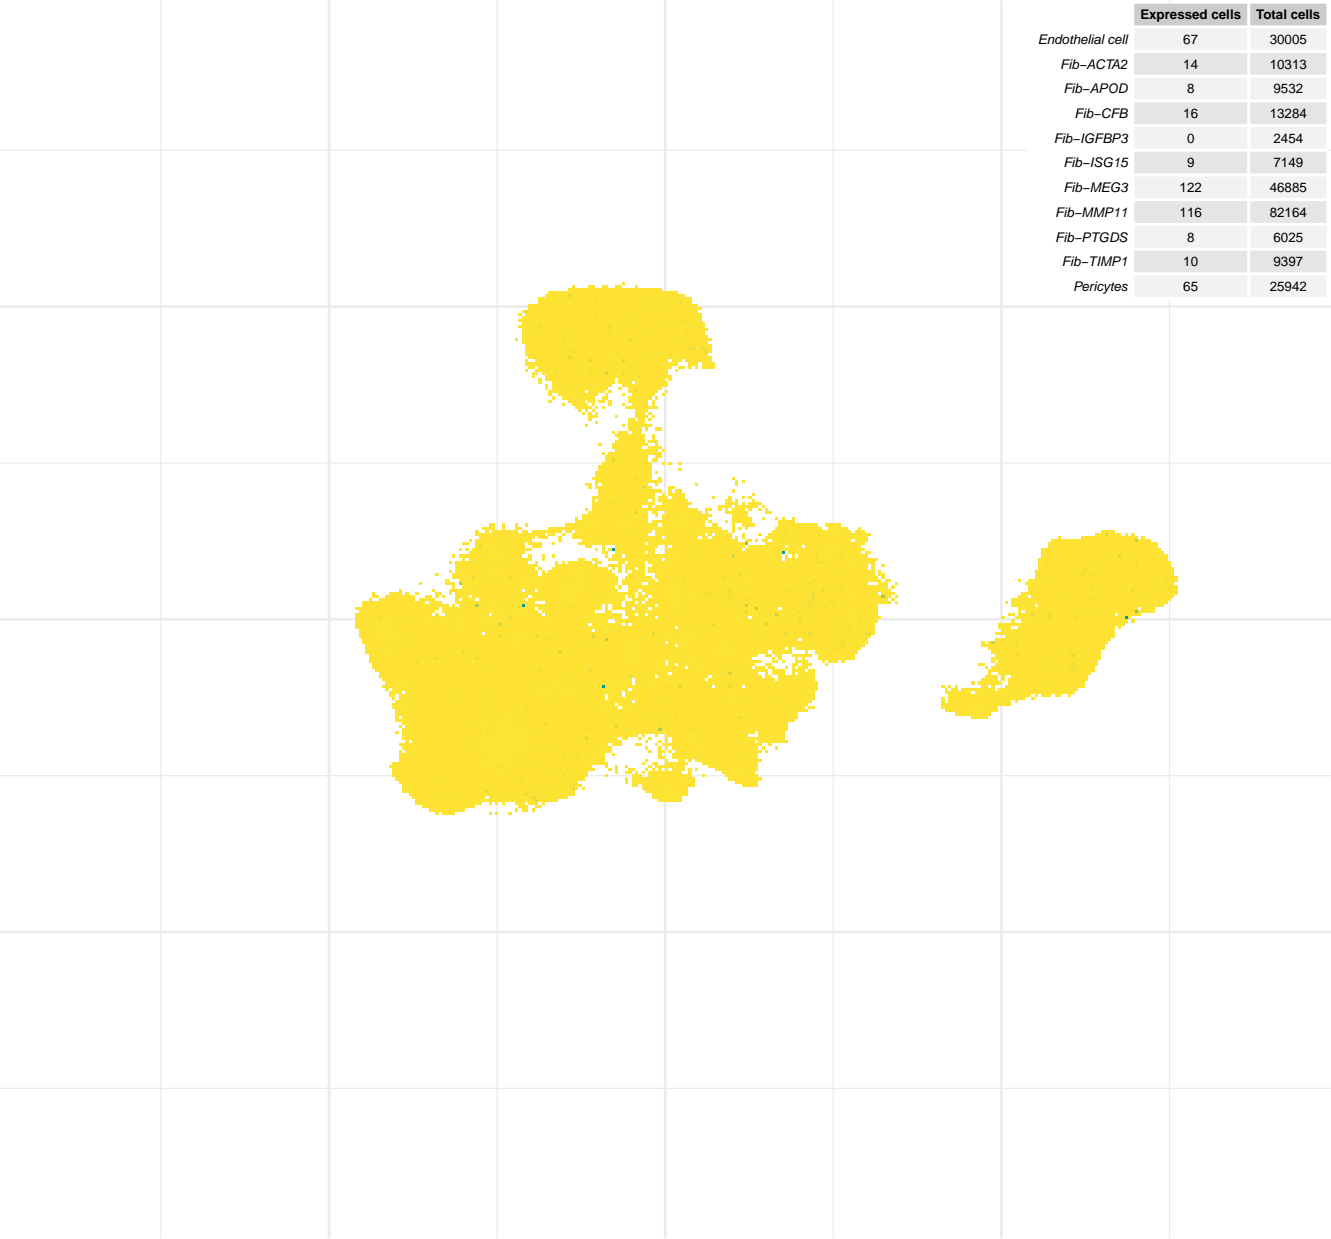 Expressed cells Total cells
Endothelial cell 67 30005
Fib−ACTA2 14 10313
Fib−APOD 8 9532
Fib−CFB 16 13284
Fib−IGFBP3 0 2454
Fib−ISG15 9 7149
Fib−MEG3 122 46885
Fib−MMP11 116 82164
Fib−PTGDS 8 6025
Fib−TIMP1 10 9397
Pericytes 65 25942